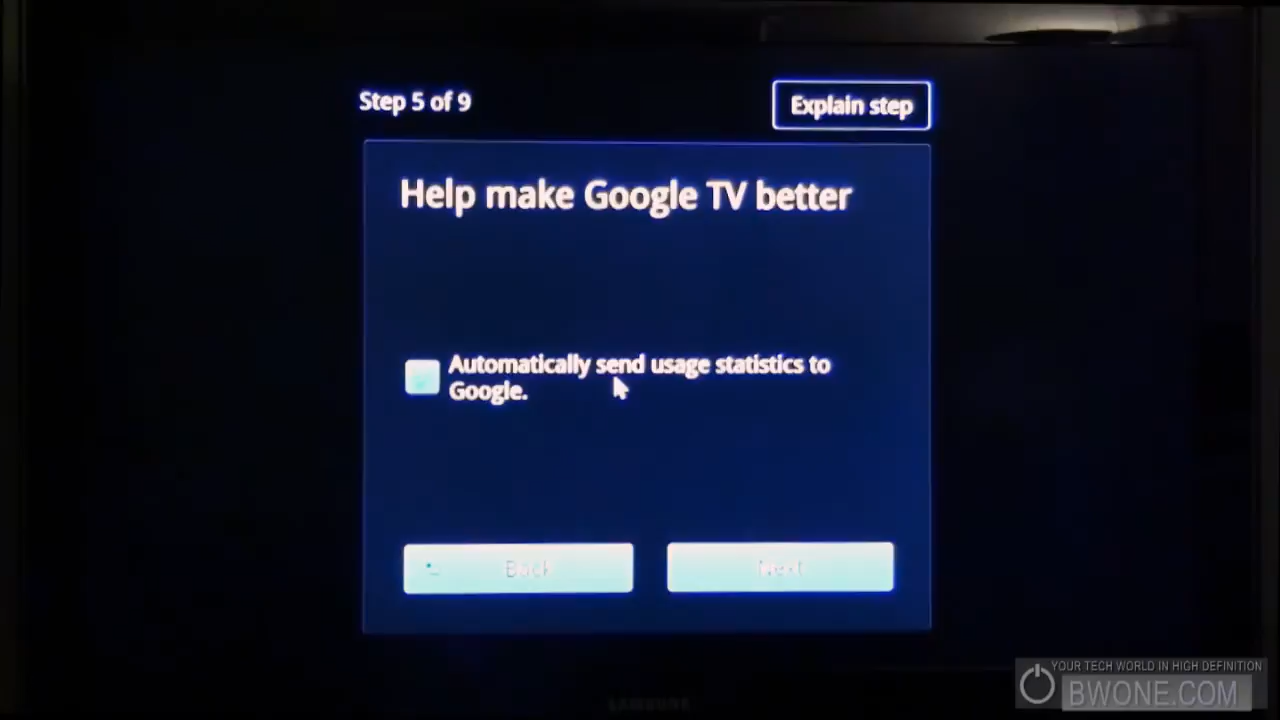 Step 5 of 9
Explain step
Help make Google TV better
Automatically send usage statistics to
Google.
Back
Next
SAMSUNG
YOUR TECH WORLD IN HIGH DEFINITION
BWONE.COM